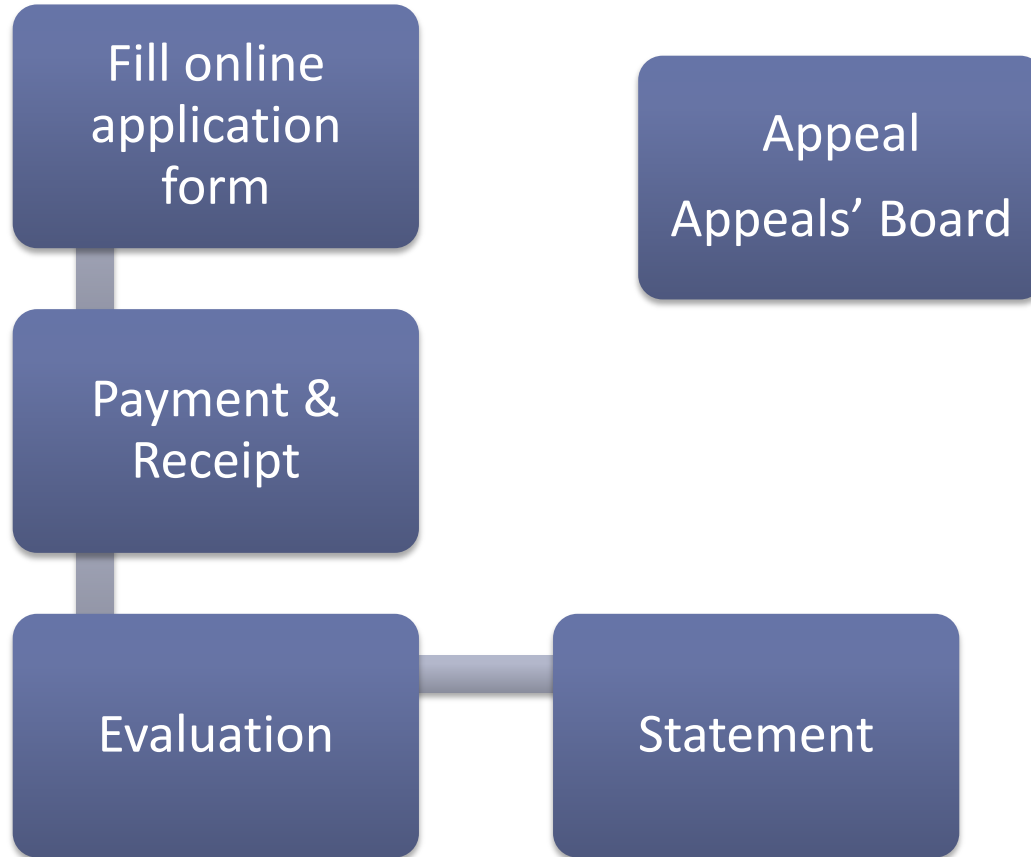 Fill online
application
form
Payment &
Receipt
Evaluation
Statement
Appeal
Appeals’ Board